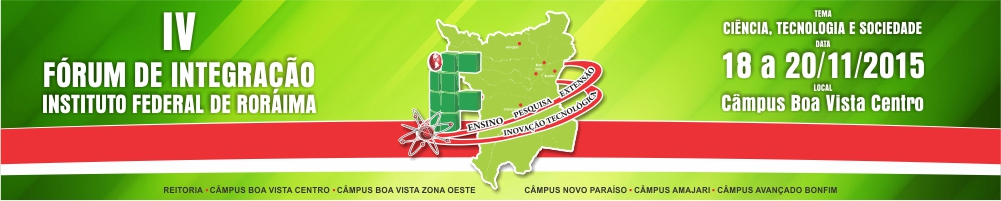 IV
FÓRUM DE INTEGRAÇÃO
INSTITUTO FEDERAL DE RORÁIMA
ENSINO PESQUISA EXTENSÃO
INOVAÇÃO TECNOLÓGIC
TEMA
CIÊNCIA, TECNOLOGIA E SOCIEDADE
DATA
18 a 20/11/2015
LOCAL
Câmpus Boa Vista Centro
REITORIA • CÂMPUS BOA VISTA CENTRO • CÂMPUS BOA VISTA ZONA OESTE CÂMPUS NOVO PARAÍSO • CÂMPUS AMAJARI • CÂMPUS AVANÇADO BONFIM